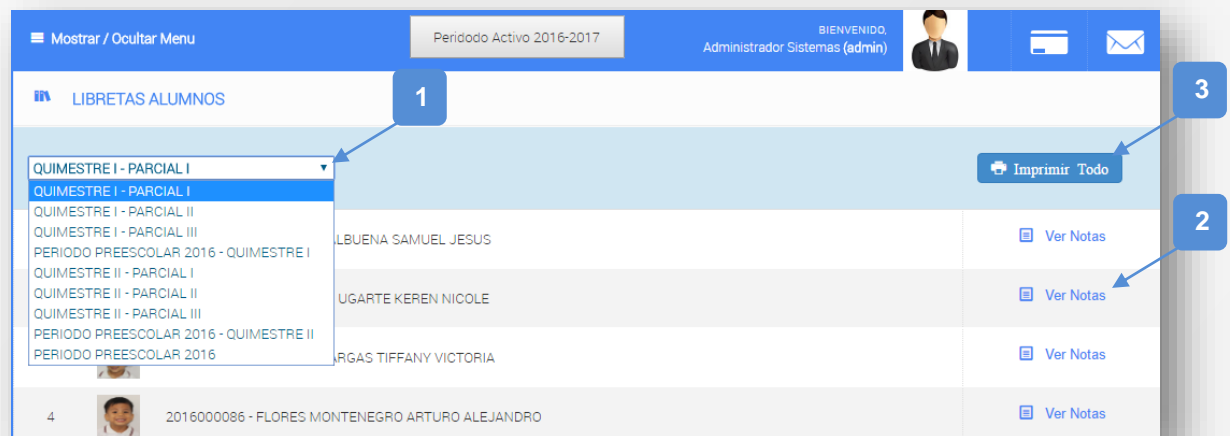 Mostrar / Ocultar Menu
Peridodo Activo 2016-2017
BIENVENIDO,
Administrador Sistemas (admin)
3
LIBRETAS ALUMNOS
1
QUIMESTRE I - PARCIAL I
Imprimir Todo
QUIMESTRE I - PARCIAL I
QUIMESTRE I - PARCIAL II
QUIMESTRE I - PARCIAL III
PERIODO PREESCOLAR 2016 - QUIMESTRE I
QUIMESTRE II - PARCIAL I
QUIMESTRE II - PARCIAL II
QUIMESTRE II - PARCIAL III
PERIODO PREESCOLAR 2016 - QUIMESTRE II
PERIODO PREESCOLAR 2016
2
SAMUEL JESUS Ver Notas
UGARTE KEREN NICOLE Ver Notas
TIFFANY VICTORIA Ver Notas
4 2016000086 - FLORES MONTENEGRO ARTURO ALEJANDRO Ver Notas